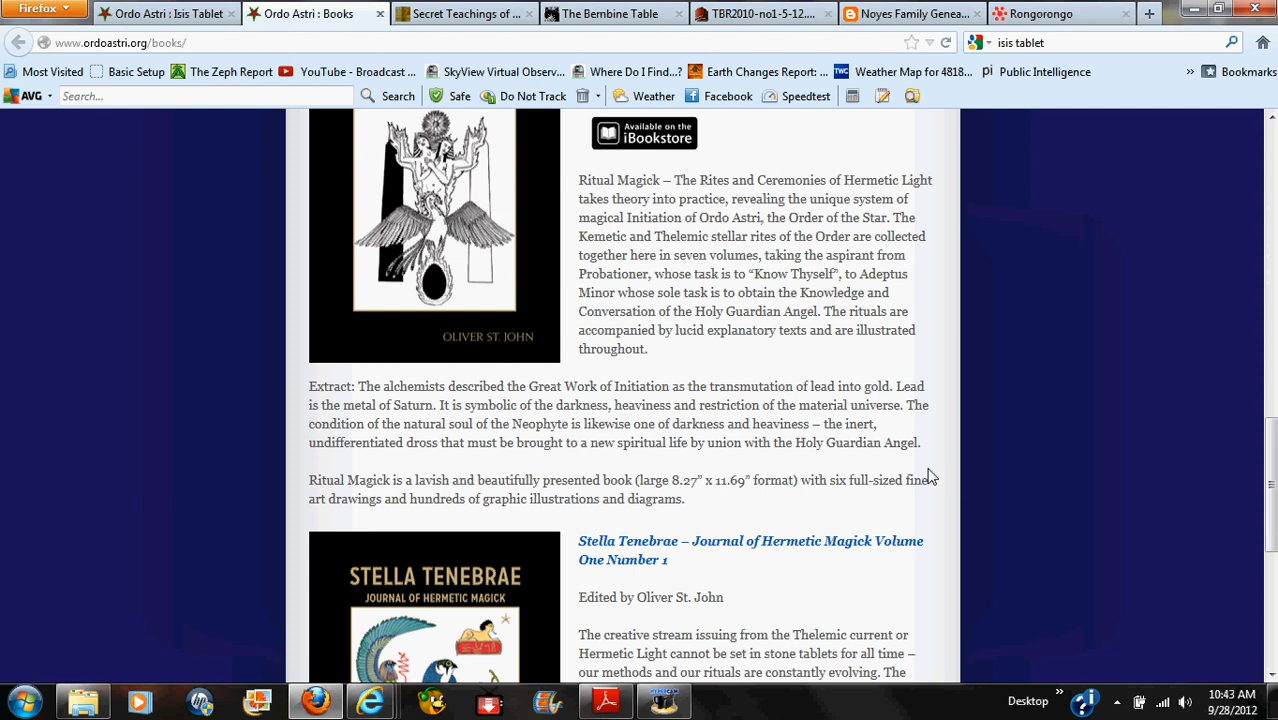 Firefox
Ordo Astri : Isis Tablet
Ordo Astri : Books
Secret Teachings of ...
The Bembine Table
TBR2010-no1-5-12....
Noyes Family Genea...
Rongorongo
www.ordoastri.org/books/
isis tablet
Most Visited
Basic Setup
The Zeph Report
YouTube - Broadcast ...
SkyView Virtual Observ...
Where Do I Find...?
Earth Changes Report: ...
TWC
Weather Map for 4818...
pi
Public Intelligence
»
Bookmarks
AVG
Search...
Search
Safe
Do Not Track
Weather
Facebook
Speedtest
Available on the
iBookstore
Ritual Magick – The Rites and Ceremonies of Hermetic Light
takes theory into practice, revealing the unique system of
magical Initiation of Ordo Astri, the Order of the Star. The
Kemetic and Thelemic stellar rites of the Order are collected
together here in seven volumes, taking the aspirant from
Probationer, whose task is to “Know Thyself”, to Adeptus
Minor whose sole task is to obtain the Knowledge and
Conversation of the Holy Guardian Angel. The rituals are
accompanied by lucid explanatory texts and are illustrated
throughout.
OLIVER ST. JOHN
Extract: The alchemists described the Great Work of Initiation as the transmutation of lead into gold. Lead
is the metal of Saturn. It is symbolic of the darkness, heaviness and restriction of the material universe. The
condition of the natural soul of the Neophyte is likewise one of darkness and heaviness – the inert,
undifferentiated dross that must be brought to a new spiritual life by union with the Holy Guardian Angel.
Ritual Magick is a lavish and beautifully presented book (large 8.27” x 11.69” format) with six full-sized fine
art drawings and hundreds of graphic illustrations and diagrams.
STELLA TENEBRAE
JOURNAL OF HERMETIC MAGICK
Stella Tenebrae – Journal of Hermetic Magick Volume
One Number 1
Edited by Oliver St. John
The creative stream issuing from the Thelemic current or
Hermetic Light cannot be set in stone tablets for all time –
our methods and our rituals are constantly evolving. The
Desktop
»
10:43 AM
9/28/2012